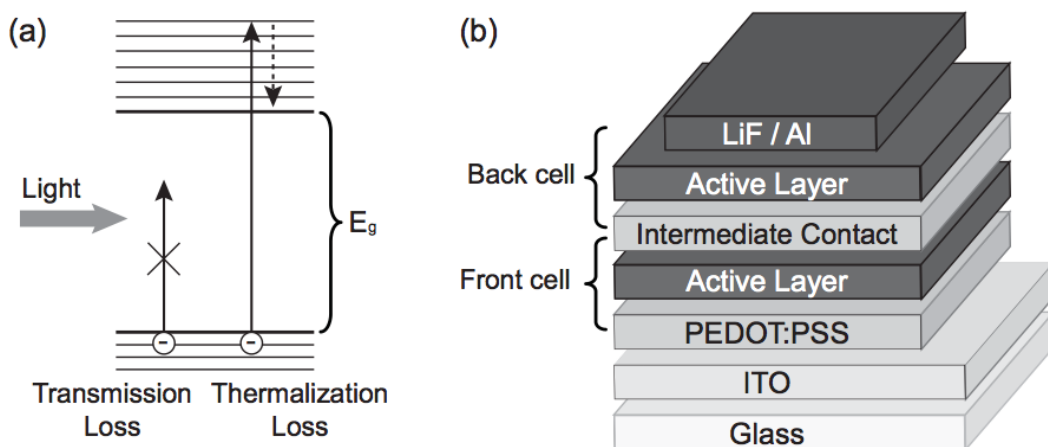 (a)
Light
E_g
−
−
Transmission
Loss
Thermalization
Loss
(b)
LiF / Al
Back cell
Active Layer
Intermediate Contact
Front cell
Active Layer
PEDOT:PSS
ITO
Glass